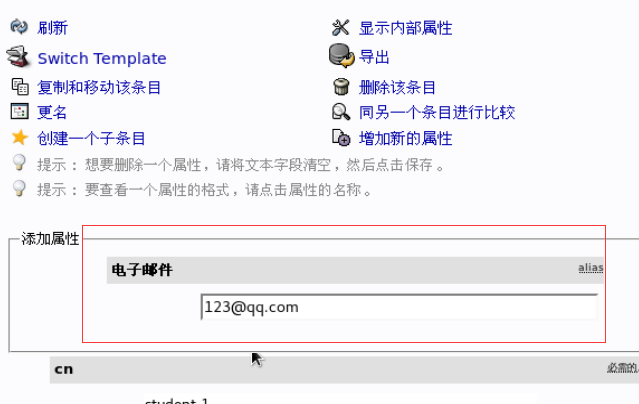 刷新
显示内部属性
Switch Template
导出
复制和移动该条目
删除该条目
更名
同另一个条目进行比较
创建一个子条目
增加新的属性
提示：想要删除一个属性，请将文本字段清空，然后点击保存。
提示：要查看一个属性的格式，请点击属性的名称。
添加属性
电子邮件
alias
123@qq.com
cn
必需的
student 1